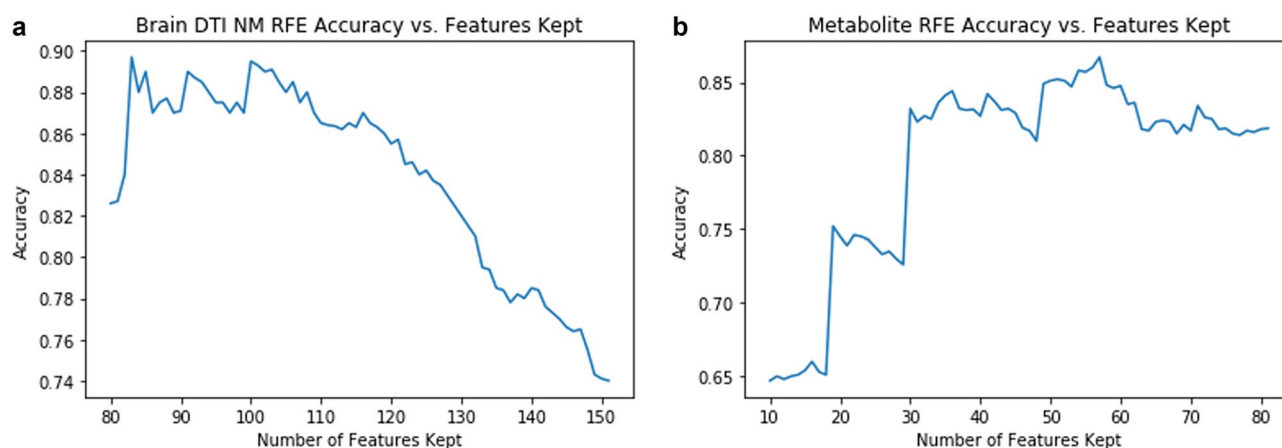 a
Brain DTI NM RFE Accuracy vs. Features Kept
0.90
0.88
0.86
0.84
0.82
0.80
0.78
0.76
0.74
Accuracy
80 90 100 110 120 130 140 150
Number of Features Kept
b
Metabolite RFE Accuracy vs. Features Kept
0.85
0.80
0.75
0.70
0.65
Accuracy
10 20 30 40 50 60 70 80
Number of Features Kept